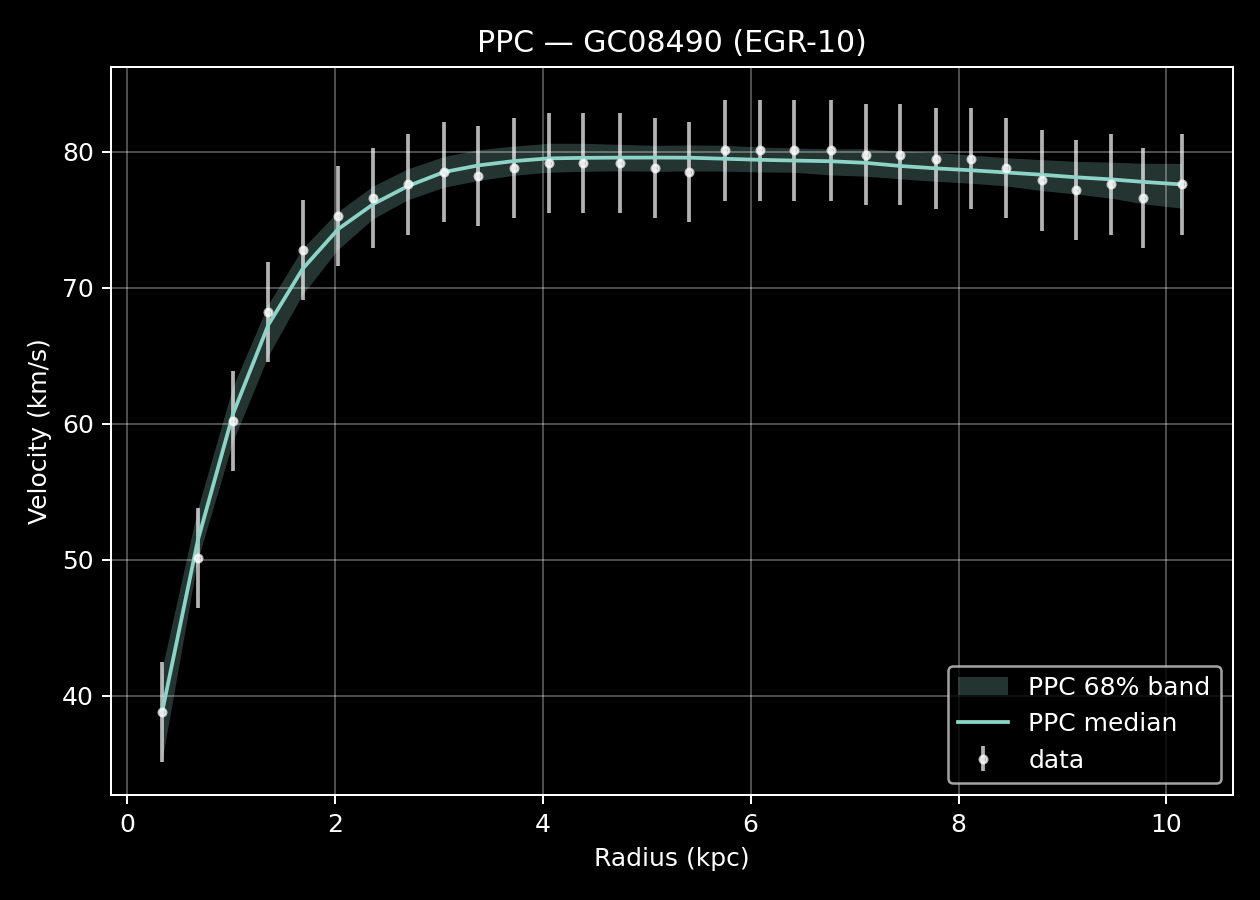 PPC — GC08490 (EGR-10)
Velocity (km/s)
80
70
60
50
40
0 2 4 6 8 10
Radius (kpc)
PPC 68% band
PPC median
data